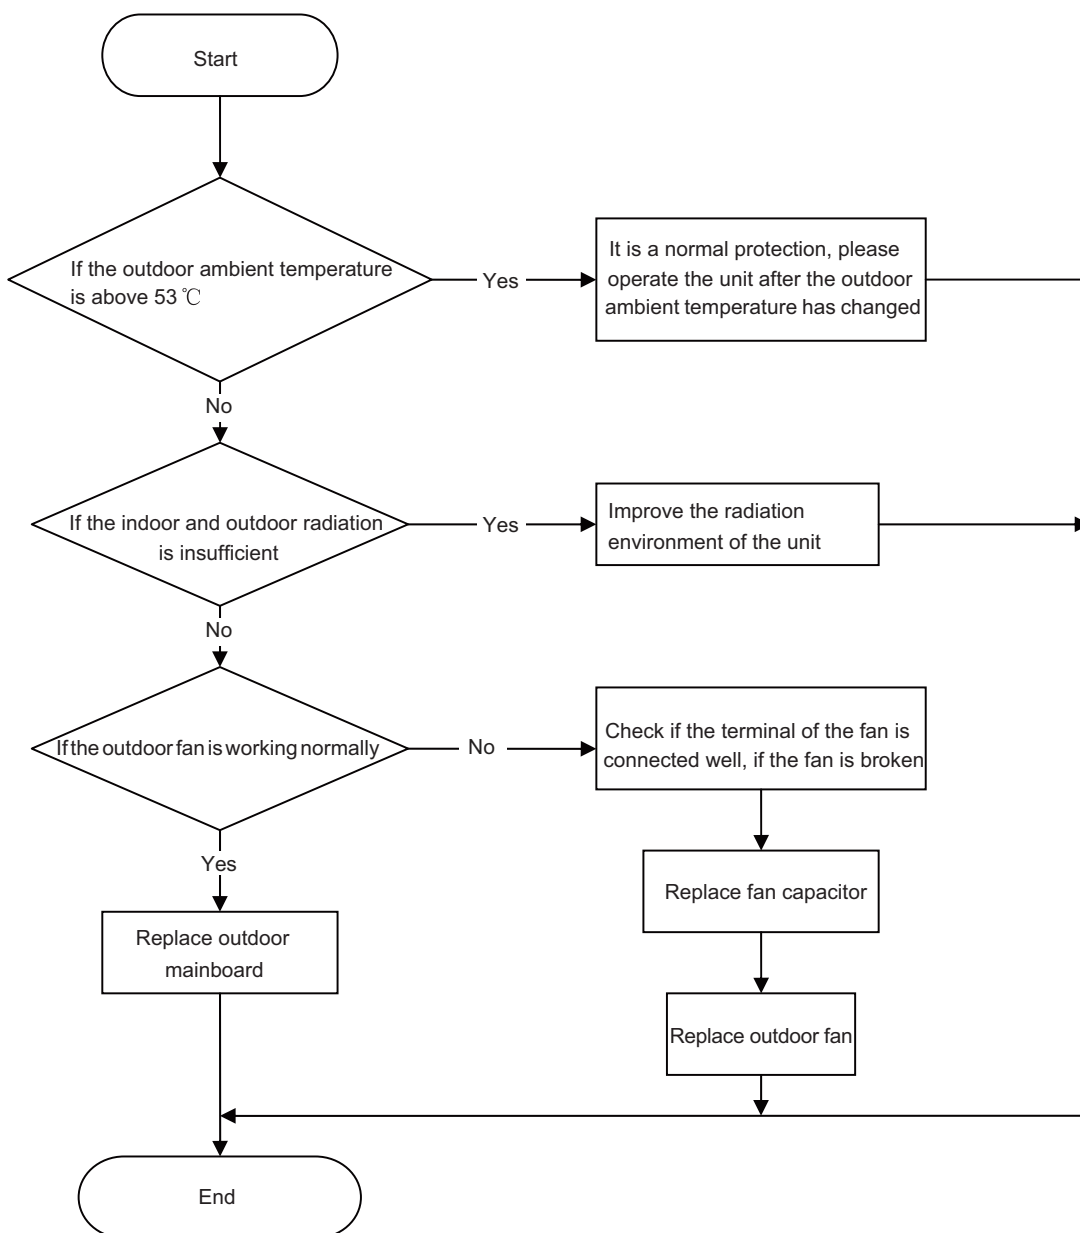 Start
If the outdoor ambient temperature
is above 53 ℃
Yes
It is a normal protection, please
operate the unit after the outdoor
ambient temperature has changed
No
If the indoor and outdoor radiation
is insufficient
Yes
Improve the radiation
environment of the unit
No
If the outdoor fan is working normally
No
Check if the terminal of the fan is
connected well, if the fan is broken
Yes
Replace fan capacitor
Replace outdoor
mainboard
Replace outdoor fan
End